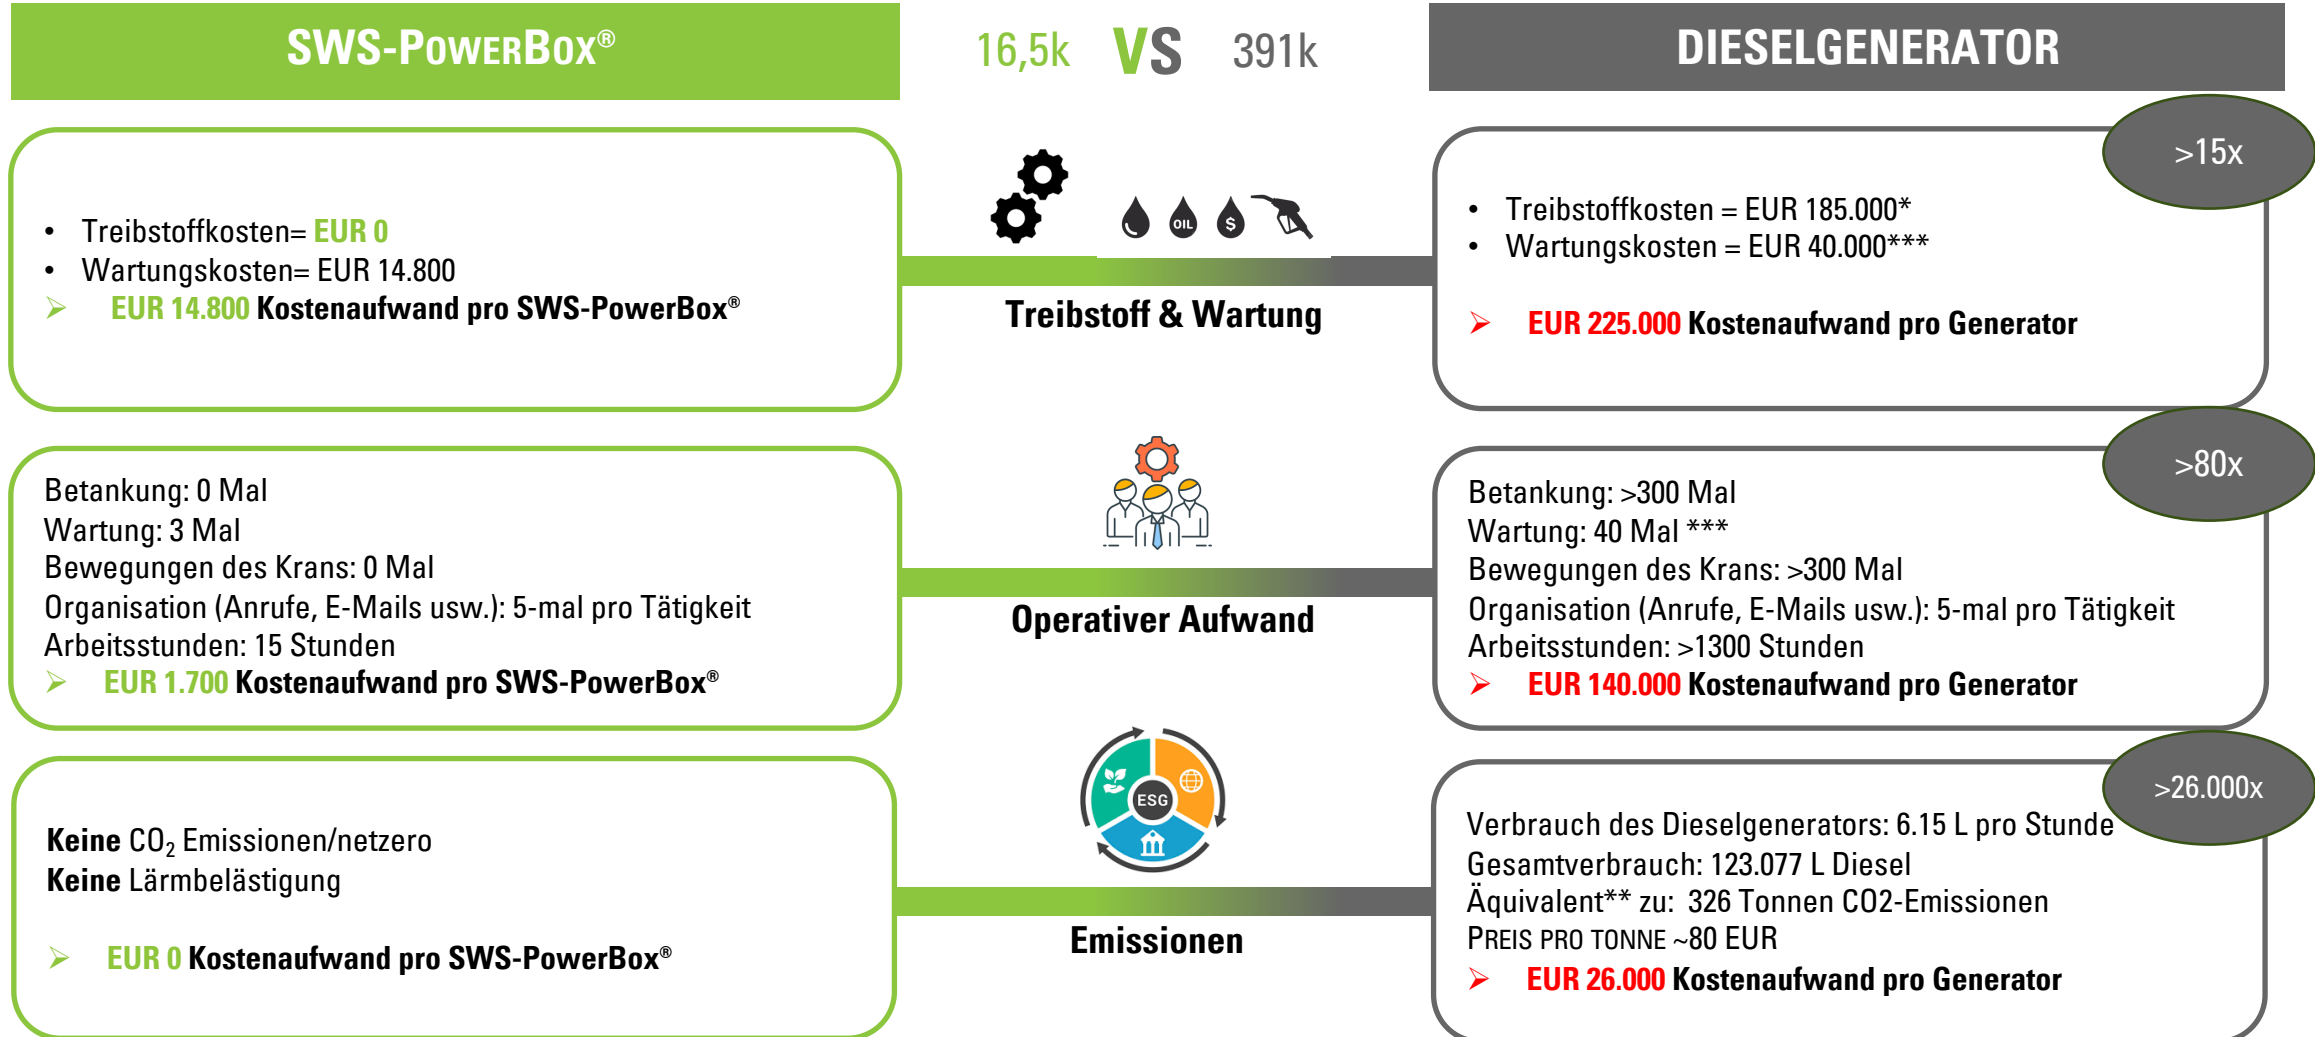 SWS-POWERBOX®
16,5k VS 391k
DIESELGENERATOR
• Treibstoffkosten= EUR 0
• Wartungskosten= EUR 14.800
➢ EUR 14.800 Kostenaufwand pro SWS-PowerBox®
OIL $
Treibstoff & Wartung
>15x
• Treibstoffkosten = EUR 185.000*
• Wartungskosten = EUR 40.000***
➢ EUR 225.000 Kostenaufwand pro Generator
Betankung: 0 Mal
Wartung: 3 Mal
Bewegungen des Krans: 0 Mal
Organisation (Anrufe, E-Mails usw.): 5-mal pro Tätigkeit
Arbeitsstunden: 15 Stunden
➢ EUR 1.700 Kostenaufwand pro SWS-PowerBox®
Operativer Aufwand
>80x
Betankung: >300 Mal
Wartung: 40 Mal ***
Bewegungen des Krans: >300 Mal
Organisation (Anrufe, E-Mails usw.): 5-mal pro Tätigkeit
Arbeitsstunden: >1300 Stunden
➢ EUR 140.000 Kostenaufwand pro Generator
Keine CO₂ Emissionen/netzero
Keine Lärmbelästigung
➢ EUR 0 Kostenaufwand pro SWS-PowerBox®
ESG
Emissionen
>26.000x
Verbrauch des Dieselgenerators: 6.15 L pro Stunde
Gesamtverbrauch: 123.077 L Diesel
Äquivalent** zu: 326 Tonnen CO2-Emissionen
PREIS PRO TONNE ~80 EUR
➢ EUR 26.000 Kostenaufwand pro Generator